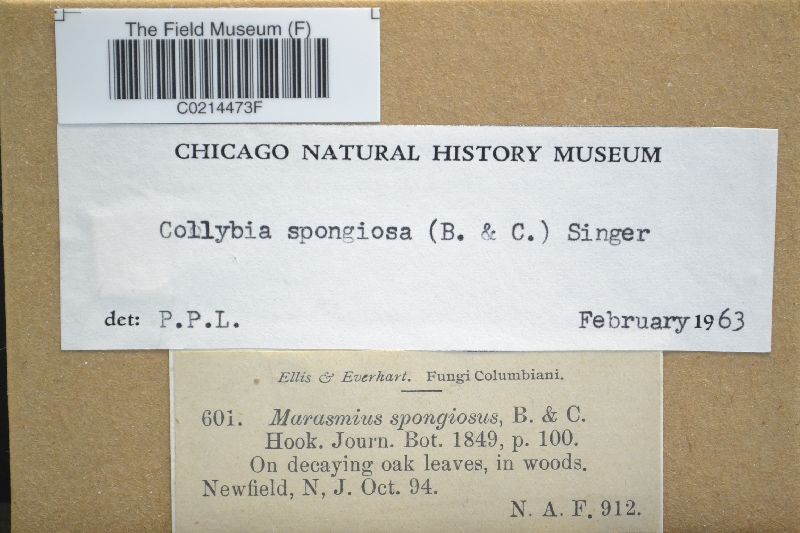 The Field Museum (F)
C0214473F
CHICAGO NATURAL HISTORY MUSEUM
Collybia spongiosa (B. & C.) Singer
det: P.P.L. February 1963
Ellis & Everhart. Fungi Columbiani.
601. Marasmius spongiosus, B. & C.
Hook. Journ. Bot. 1849, p. 100.
On decaying oak leaves, in woods.
Newfield, N, J. Oct. 94.
N. A. F. 912.